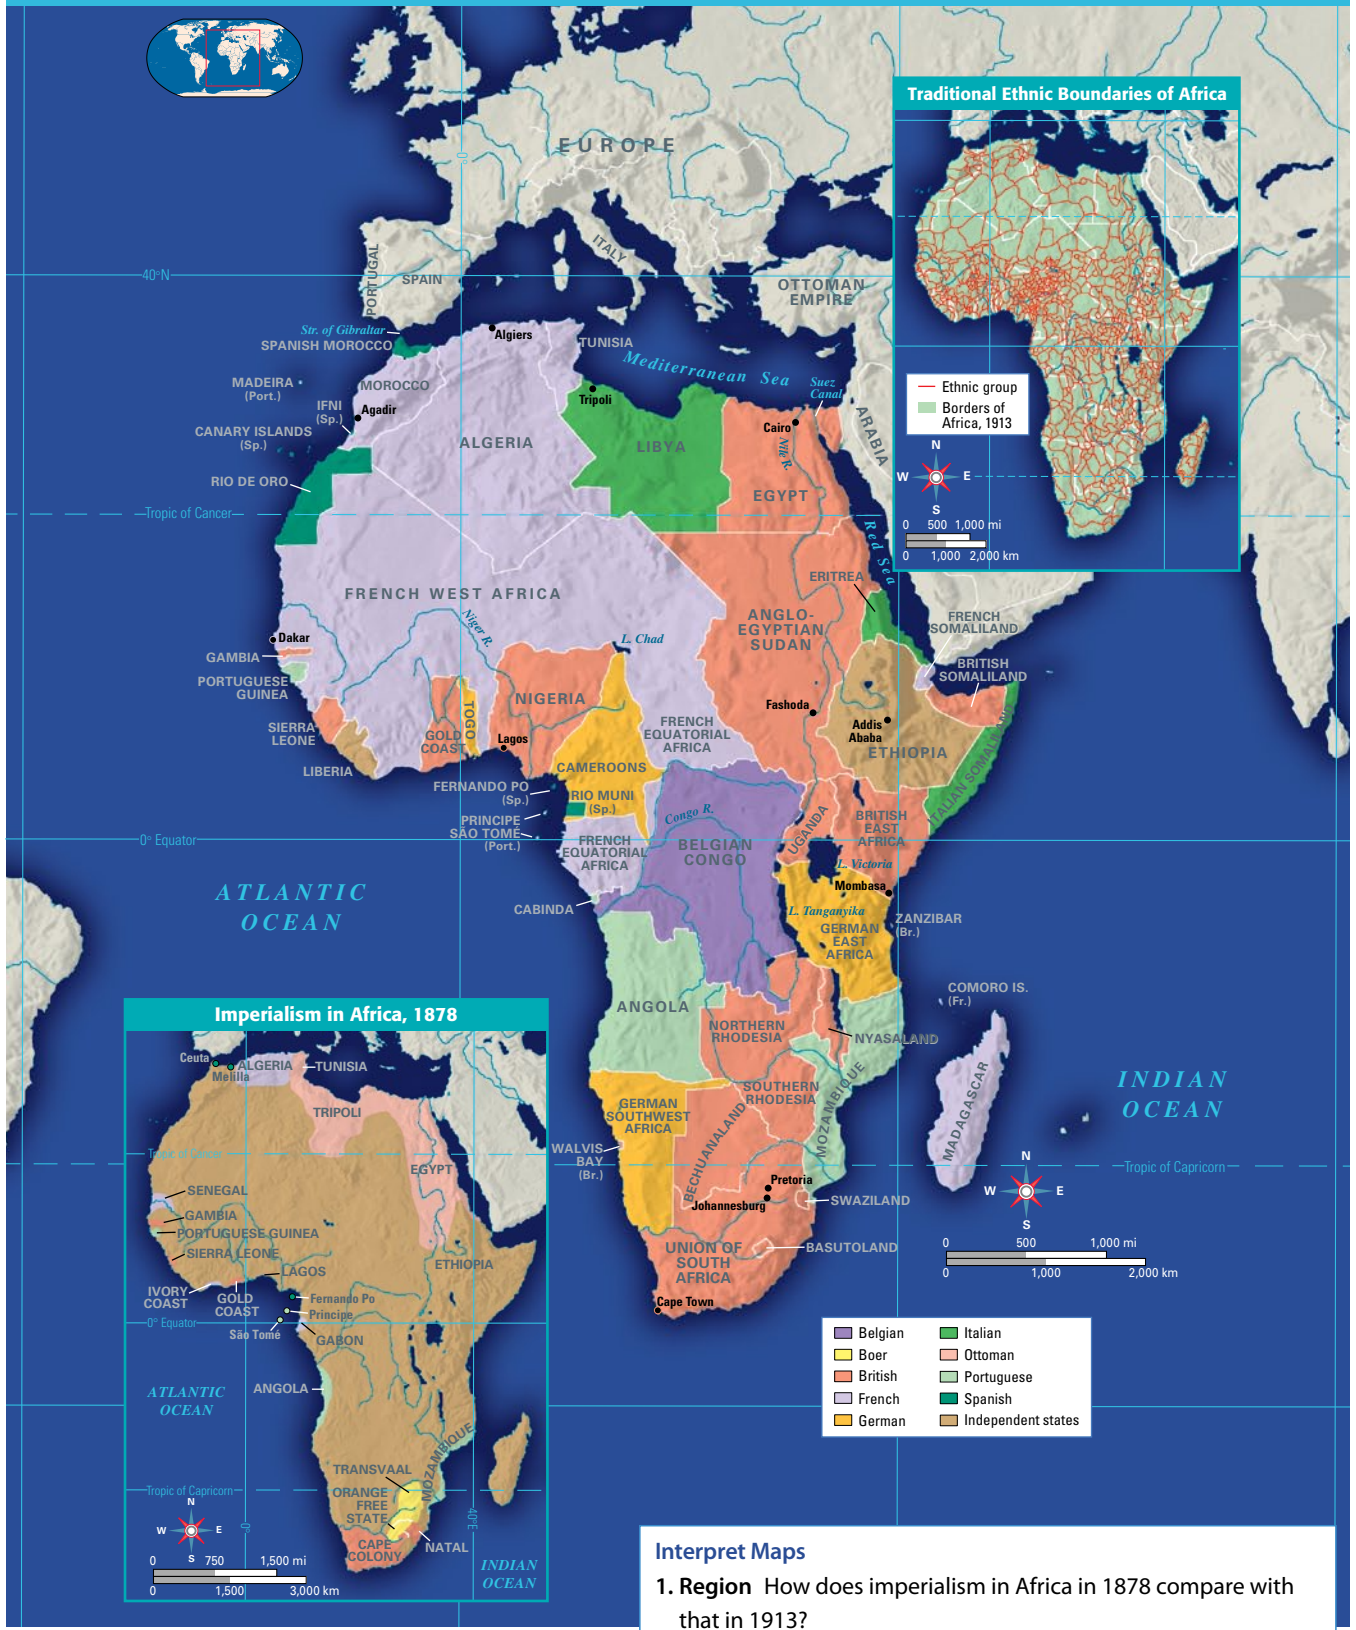 EUROPE
PORTUGAL
SPAIN
ITALY
OTTOMAN
EMPIRE
0°
40°N
Str. of Gibraltar
SPANISH MOROCCO
Algiers
TUNISIA
Mediterranean Sea
Suez
Canal
MADEIRA
(Port.)
MOROCCO
IFNI
(Sp.)
Agadir
Tripoli
Cairo
Nile R.
ARABIA
CANARY ISLANDS
(Sp.)
ALGERIA
LIBYA
EGYPT
RIO DE ORO
Tropic of Cancer
Red Sea
FRENCH WEST AFRICA
ERITREA
ANGLO-
EGYPTIAN
SUDAN
FRENCH
SOMALILAND
Niger R.
L. Chad
Dakar
GAMBIA
PORTUGUESE
GUINEA
BRITISH
SOMALILAND
NIGERIA
Fashoda
Addis
Ababa
ETHIOPIA
ITALIAN SOMALILAND
SIERRA
LEONE
LIBERIA
GOLD
COAST
TOGO
Lagos
FRENCH
EQUATORIAL
AFRICA
CAMEROONS
FERNANDO PO
(Sp.)
RIO MUNI
(Sp.)
PRINCIPE
SÃO TOMÉ
(Port.)
Congo R.
UGANDA
BRITISH
EAST
AFRICA
0° Equator
FRENCH
EQUATORIAL
AFRICA
BELGIAN
CONGO
L. Victoria
Mombasa
ATLANTIC
OCEAN
CABINDA
L. Tanganyika
ZANZIBAR
(Br.)
GERMAN
EAST
AFRICA
COMORO IS.
(Fr.)
ANGOLA
NORTHERN
RHODESIA
NYASALAND
SOUTHERN
RHODESIA
MOZAMBIQUE
MADAGASCAR
INDIAN
OCEAN
GERMAN
SOUTHWEST
AFRICA
BECHUANALAND
WALVIS
BAY
(Br.)
Tropic of Capricorn
Pretoria
Johannesburg
SWAZILAND
BASUTOLAND
UNION OF
SOUTH
AFRICA
Cape Town
N
W
E
S
0
500
1,000 mi
0
1,000
2,000 km
Traditional Ethnic Boundaries of Africa
Ethnic group
Borders of
Africa, 1913
N
W
E
S
0
500
1,000 mi
0
1,000
2,000 km
Imperialism in Africa, 1878
Ceuta
Melilla
ALGERIA
TUNISIA
TRIPOLI
Tropic of Cancer
EGYPT
SENEGAL
GAMBIA
PORTUGUESE GUINEA
SIERRA LEONE
LAGOS
ETHIOPIA
IVORY
COAST
GOLD
COAST
Fernando Po
Principe
0° Equator
São Tomé
GABON
ANGOLA
ATLANTIC
OCEAN
MOZAMBIQUE
TRANSVAAL
Tropic of Capricorn
ORANGE
FREE
STATE
0°
40°E
CAPE
COLONY
NATAL
INDIAN
OCEAN
N
W
E
S
0
750
1,500 mi
0
1,500
3,000 km
Belgian
Boer
British
French
German
Italian
Ottoman
Portuguese
Spanish
Independent states
Interpret Maps
1. Region How does imperialism in Africa in 1878 compare with
that in 1913?